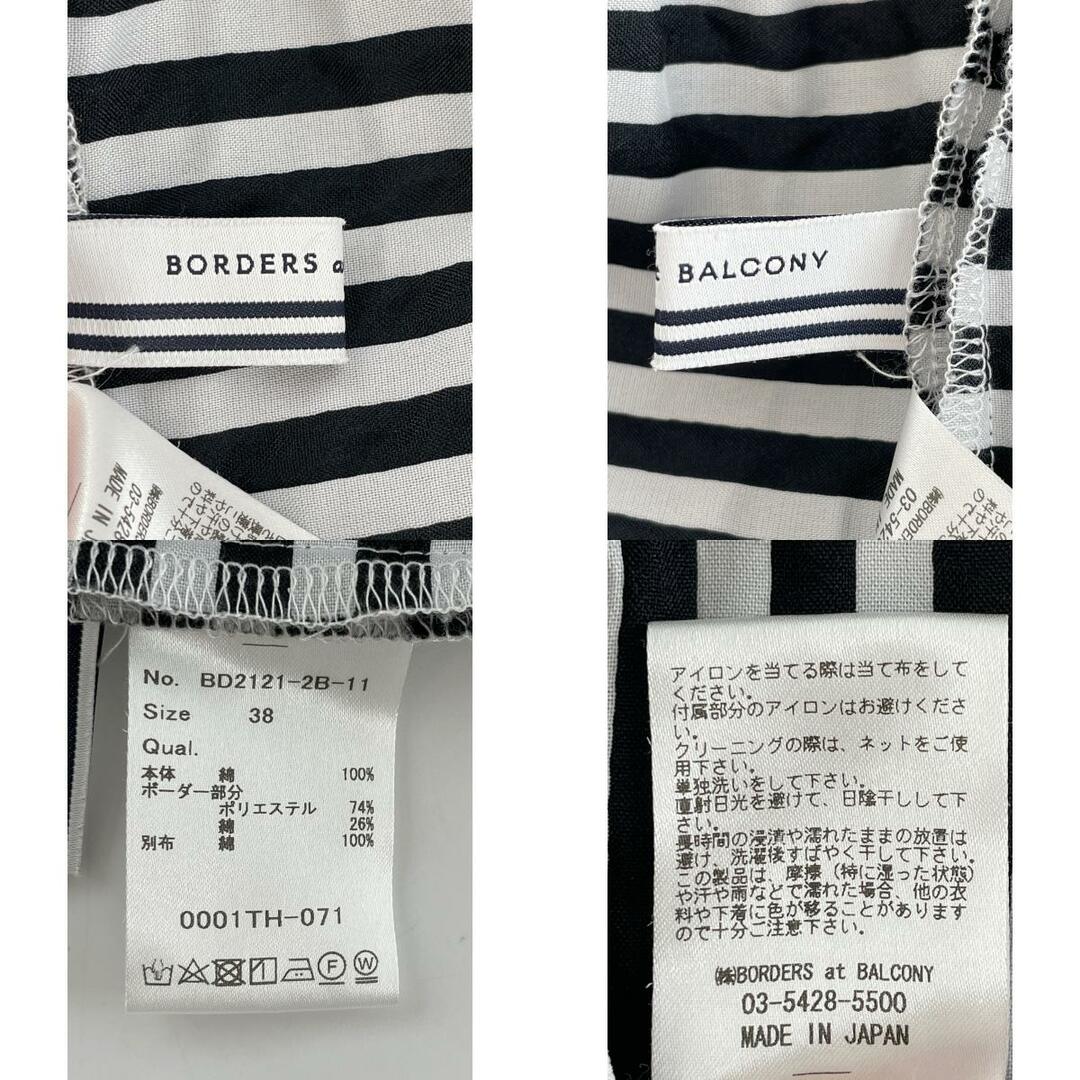 BORDERS a
BALCONY
㈱BORDER
03-5428
MADE IN J
No. BD2121-2B-11
Size 38
Qual.
本体 綿 100%
ボーダー部分
ポリエステル 74%
綿 26%
別布 綿 100%
0001TH-071
アイロンを当てる際は当て布をして
ください。
付属部分のアイロンはお避けくださ
い。
クリーニングの際は、ネットをご使
用下さい。
単独洗いをして下さい。
直射日光を避けて、日陰干しして下
さい。
長時間の浸漬や濡れたままの放置は
避け、洗濯後すばやく干して下さい。
この製品は、摩擦（特に湿った状態）
や汗や雨などで濡れた場合、他の衣
料や下着に色が移ることがあります
ので十分ご注意下さい。
㈱BORDERS at BALCONY
03-5428-5500
MADE IN JAPAN